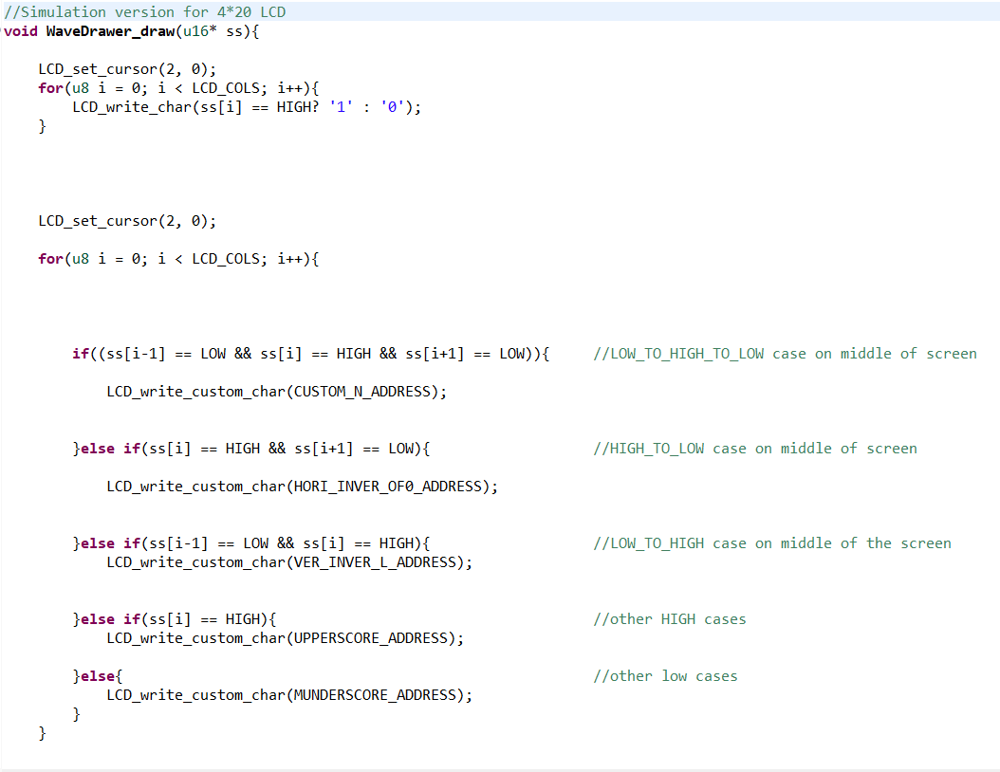 //Simulation version for 4*20 LCD
void WaveDrawer_draw(u16* ss){
LCD_set_cursor(2, 0);
for(u8 i = 0; i < LCD_COLS; i++){
LCD_write_char(ss[i] == HIGH? '1' : '0');
}
LCD_set_cursor(2, 0);
for(u8 i = 0; i < LCD_COLS; i++){
if((ss[i-1] == LOW && ss[i] == HIGH && ss[i+1] == LOW)){ //LOW_TO_HIGH_TO_LOW case on middle of screen
LCD_write_custom_char(CUSTOM_N_ADDRESS);
}else if(ss[i] == HIGH && ss[i+1] == LOW){ //HIGH_TO_LOW case on middle of screen
LCD_write_custom_char(HORI_INVER_OF0_ADDRESS);
}else if(ss[i-1] == LOW && ss[i] == HIGH){ //LOW_TO_HIGH case on middle of the screen
LCD_write_custom_char(VER_INVER_L_ADDRESS);
}else if(ss[i] == HIGH){ //other HIGH cases
LCD_write_custom_char(UPPERSCORE_ADDRESS);
}else{ //other low cases
LCD_write_custom_char(MUNDERSCORE_ADDRESS);
}
}